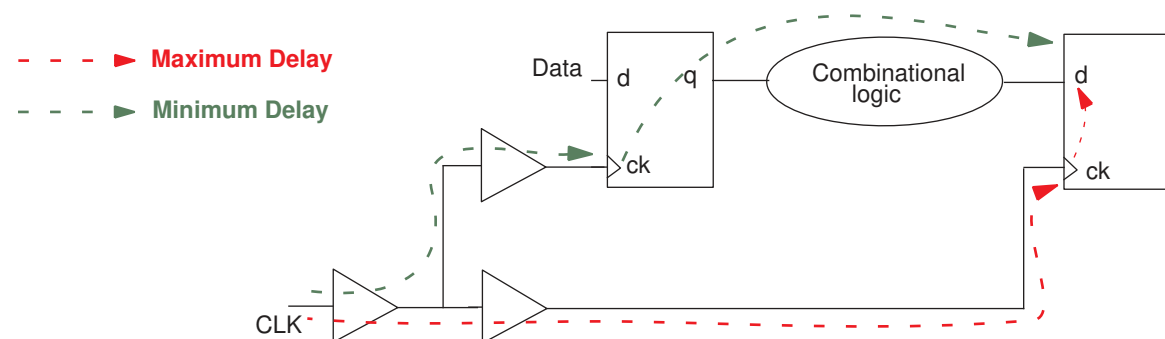 Maximum Delay
Minimum Delay
Data
d
q
ck
Combinational
logic
d
ck
CLK